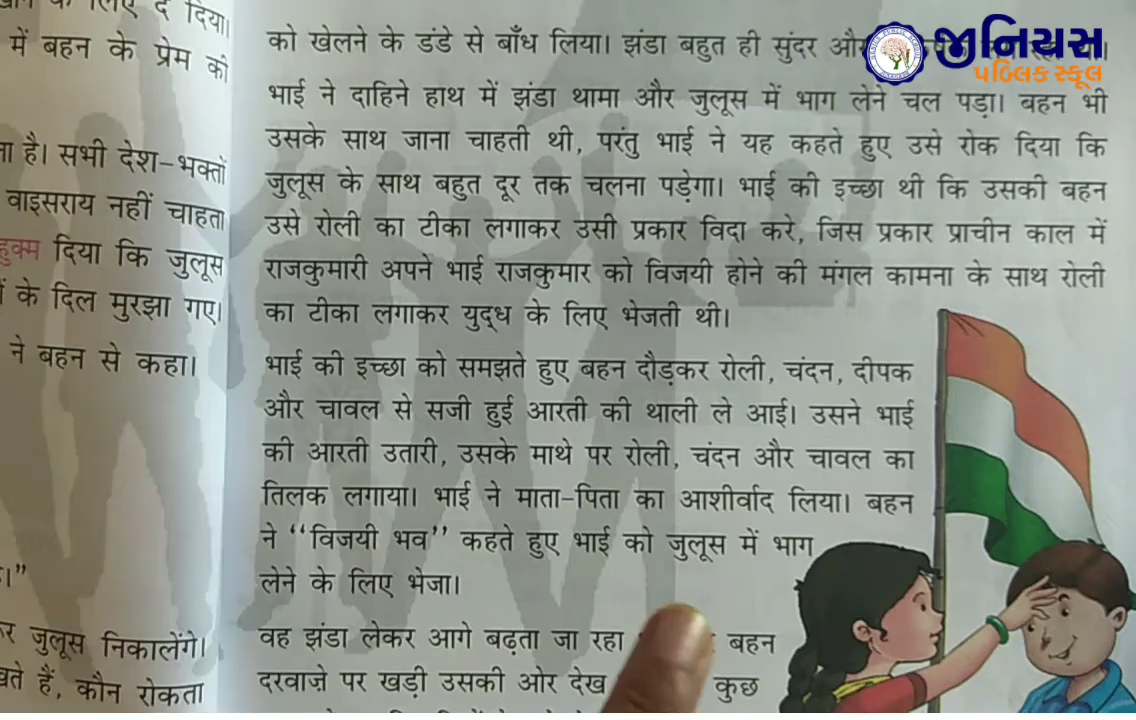 लिए दे दिया।
में बहन के प्रेम की
है। सभी देश-भक्तों
वाइसराय नहीं चाहता
हुक्म दिया कि जुलूस
के दिल मुरझा गए।
ने बहन से कहा।
जुलूस निकालेंगे।
हैं, कौन रोकता
को खेलने के डंडे से बाँध लिया। झंडा बहुत ही सुंदर और
भाई ने दाहिने हाथ में झंडा थामा और जुलूस में भाग लेने चल पड़ा। बहन भी
उसके साथ जाना चाहती थी, परंतु भाई ने यह कहते हुए उसे रोक दिया कि
जुलूस के साथ बहुत दूर तक चलना पड़ेगा। भाई की इच्छा थी कि उसकी बहन
उसे रोली का टीका लगाकर उसी प्रकार विदा करे, जिस प्रकार प्राचीन काल में
राजकुमारी अपने भाई राजकुमार को विजयी होने की मंगल कामना के साथ रोली
का टीका लगाकर युद्ध के लिए भेजती थी।
भाई की इच्छा को समझते हुए बहन दौड़कर रोली, चंदन, दीपक
और चावल से सजी हुई आरती की थाली ले आई। उसने भाई
की आरती उतारी, उसके माथे पर रोली, चंदन और चावल का
तिलक लगाया। भाई ने माता-पिता का आशीर्वाद लिया। बहन
ने “विजयी भव” कहते हुए भाई को जुलूस में भाग
लेने के लिए भेजा।
वह झंडा लेकर आगे बढ़ता जा रहा बहन
दरवाज़े पर खड़ी उसकी ओर देख कुछ
જીનિયસ
પબ્લિક સ્કૂલ